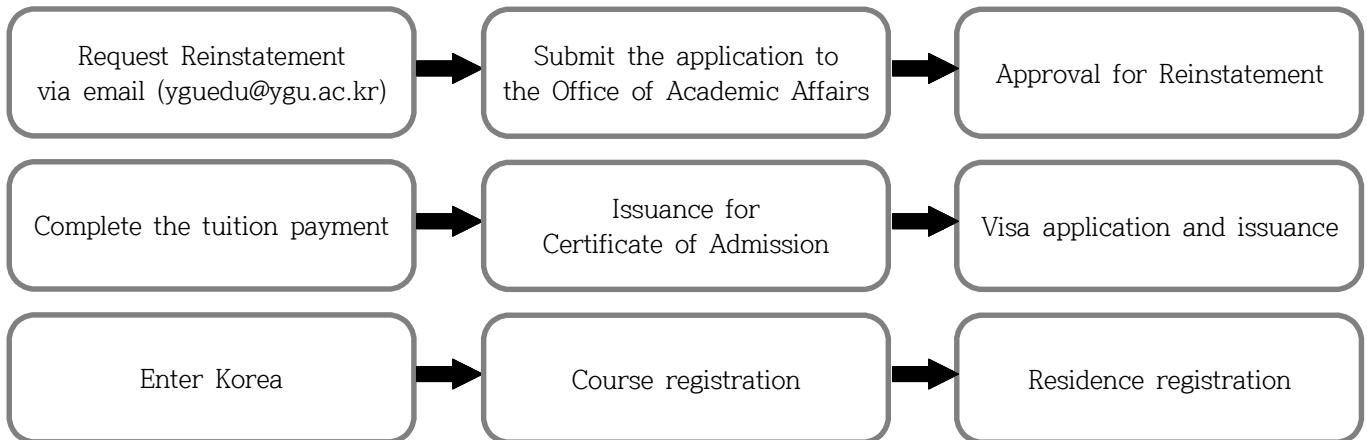 Request Reinstatement
via email (yguedu@ygu.ac.kr)
Submit the application to
the Office of Academic Affairs
Approval for Reinstatement
Complete the tuition payment
Issuance for
Certificate of Admission
Visa application and issuance
Enter Korea
Course registration
Residence registration